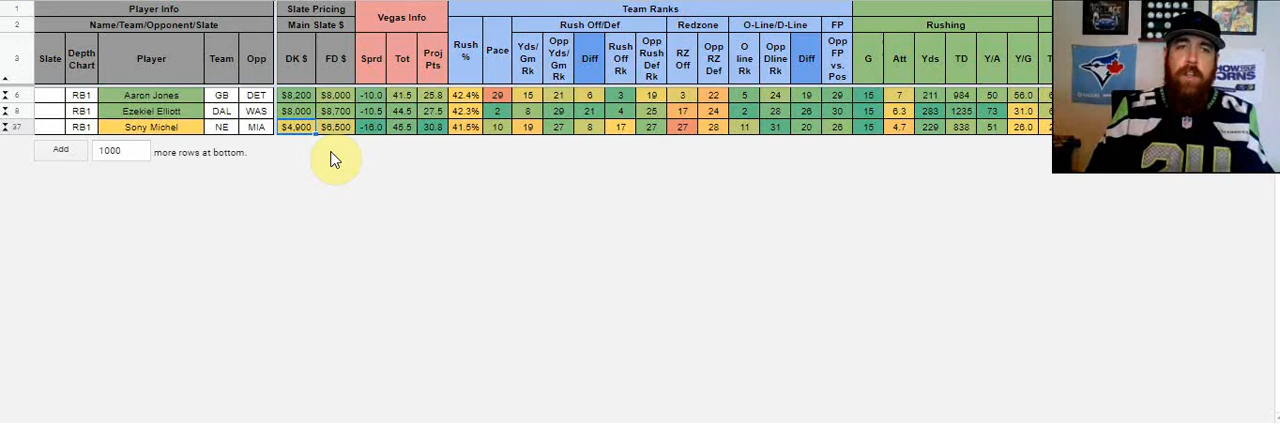 1 Player Info Slate Pricing Vegas Info Team Ranks
2 Name/Team/Opponent/Slate Main Slate $ Rush Off/Def Redzone O-Line/D-Line FP Rushing
3 Slate Depth Chart Player Team Opp DK $ FD $ Sprd Tot Proj Pts Rush % Pace Yds/ Gm Rk Opp Yds/ Gm Rk Diff Rush Off Rk Opp Rush Def Rk RZ Off Opp RZ Def O line Rk Opp Dline Rk Diff Opp FP vs. Pos G Att Yds TD Y/A Y/G
6 RB1 Aaron Jones GB DET $8,200 $8,000 -10.0 41.5 25.8 42.4% 29 15 21 6 3 19 3 22 5 24 19 29 15 7 211 984 50 56.0
8 RB1 Ezekiel Elliott DAL WAS $8,000 $8,700 -10.5 44.5 27.5 42.3% 2 8 29 21 4 25 17 24 2 28 26 30 15 6.3 283 1235 73 31.0
37 RB1 Sony Michel NE MIA $4,900 $6,500 -16.0 46.5 30.8 41.5% 10 19 27 8 17 27 27 28 11 31 20 26 15 4.7 229 838 51 26.0
Add 1000 more rows at bottom.